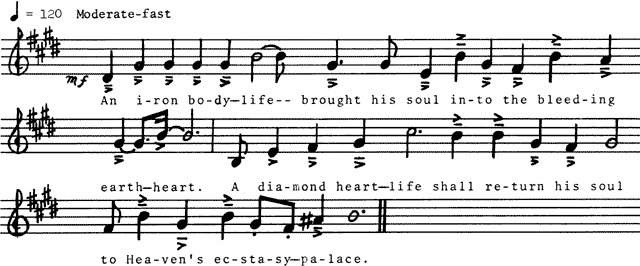 = 120 Moderate-fast
mf
An i-ron bo-dy—life-- brought his soul in-to the bleed-ing
earth—heart. A dia-mond heart—life shall re-turn his soul
to Hea-ven's ec-sta-sy-pa-lace.